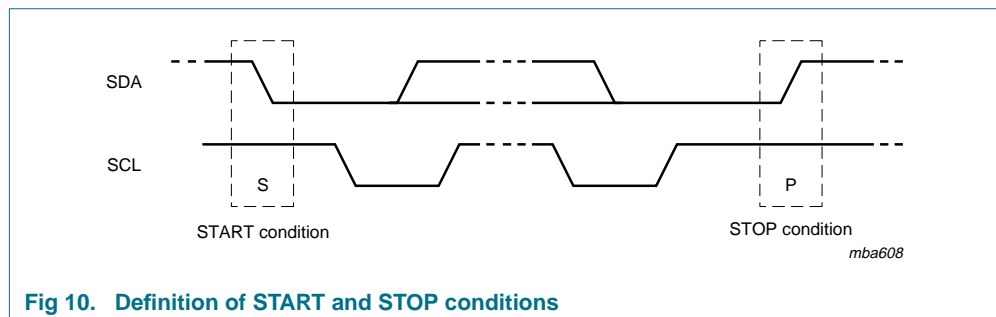 SDA
SCL
S
P
START condition
STOP condition
mba608
Fig 10. Definition of START and STOP conditions